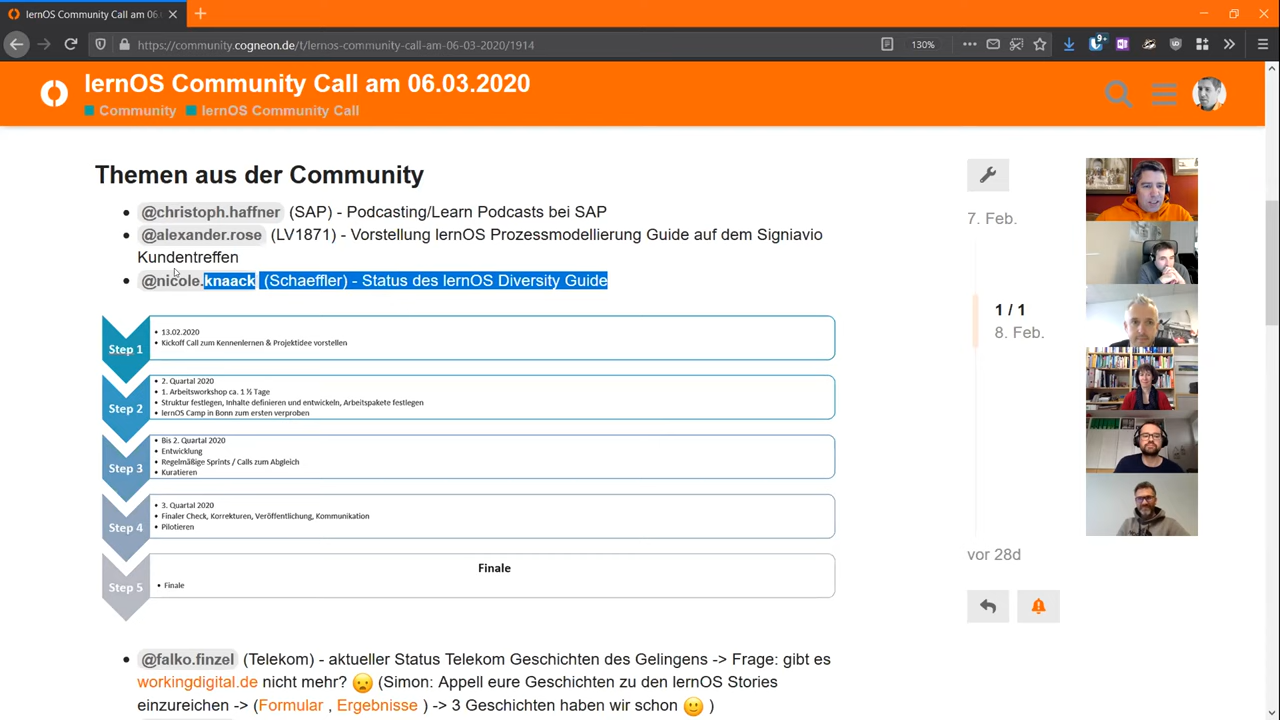 lernOS Community Call am 06
https://community.cogneon.de/t/lernos-community-call-am-06-03-2020/1914
130%
9+
lernOS Community Call am 06.03.2020
Community lernOS Community Call
Themen aus der Community
@christoph.haffner (SAP) - Podcasting/Learn Podcasts bei SAP
@alexander.rose (LV1871) - Vorstellung lernOS Prozessmodellierung Guide auf dem Signiavio
Kundentreffen
@nicole.knaack (Schaeffler) - Status des lernOS Diversity Guide
Step 1
13.02.2020
Kickoff Call zum Kennenlernen & Projektidee vorstellen
Step 2
2. Quartal 2020
1. Arbeitsworkshop ca. 1 ½ Tage
Struktur festlegen, Inhalte definieren und entwickeln, Arbeitspakete festlegen
lernOS Camp in Bonn zum ersten verproben
Step 3
Bis 2. Quartal 2020
Entwicklung
Regelmäßige Sprints / Calls zum Abgleich
Kuratieren
Step 4
3. Quartal 2020
Finaler Check, Korrekturen, Veröffentlichung, Kommunikation
Pilotieren
Step 5
Finale
Finale
@falko.finzel (Telekom) - aktueller Status Telekom Geschichten des Gelingens -> Frage: gibt es
workingdigital.de nicht mehr? (Simon: Appell eure Geschichten zu den lernOS Stories
einzureichen -> (Formular , Ergebnisse ) -> 3 Geschichten haben wir schon )
7. Feb.
1 / 1
8. Feb.
vor 28d